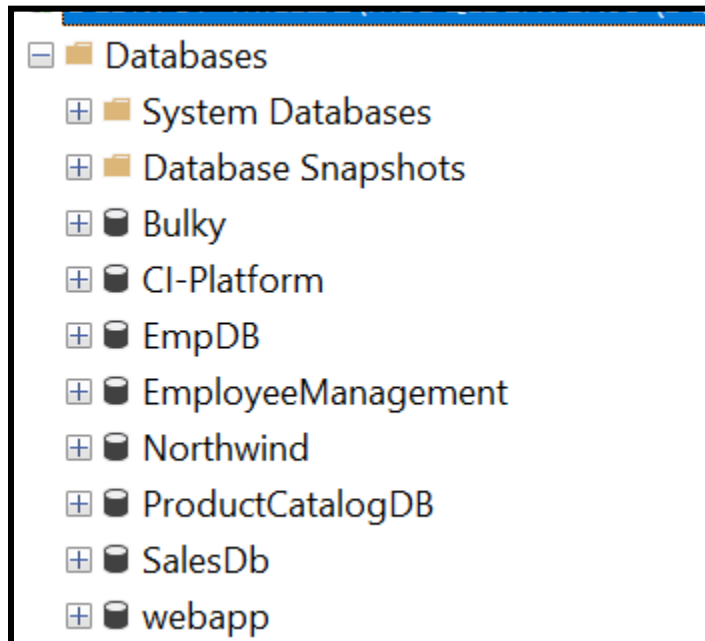 Databases
System Databases
Database Snapshots
Bulky
CI-Platform
EmpDB
EmployeeManagement
Northwind
ProductCatalogDB
SalesDb
webapp